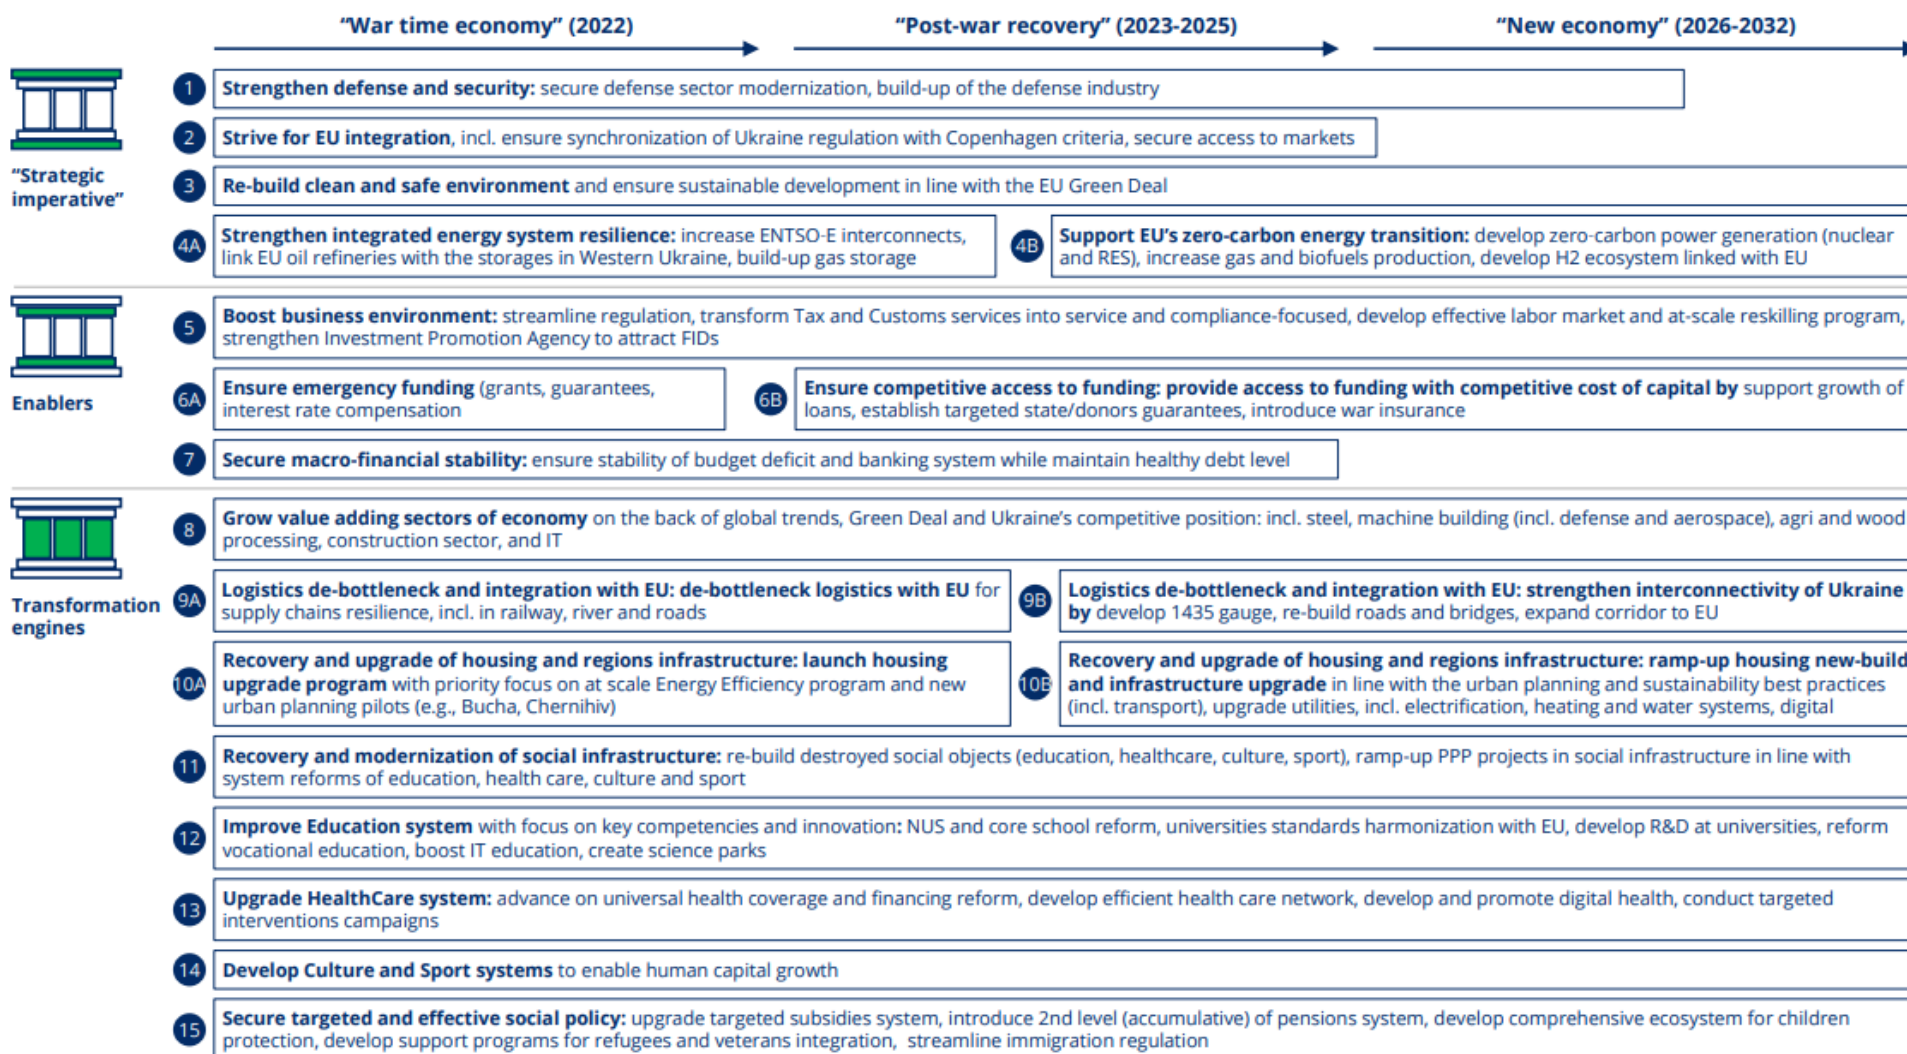 “War time economy” (2022)
“Post-war recovery” (2023-2025)
“New economy” (2026-2032)
“Strategic
imperative”
1
Strengthen defense and security: secure defense sector modernization, build-up of the defense industry
2
Strive for EU integration, incl. ensure synchronization of Ukraine regulation with Copenhagen criteria, secure access to markets
3
Re-build clean and safe environment and ensure sustainable development in line with the EU Green Deal
4A
Strengthen integrated energy system resilience: increase ENTSO-E interconnects,
link EU oil refineries with the storages in Western Ukraine, build-up gas storage
4B
Support EU’s zero-carbon energy transition: develop zero-carbon power generation (nuclear
and RES), increase gas and biofuels production, develop H2 ecosystem linked with EU
Enablers
5
Boost business environment: streamline regulation, transform Tax and Customs services into service and compliance-focused, develop effective labor market and at-scale reskilling program,
strengthen Investment Promotion Agency to attract FIDs
6A
Ensure emergency funding (grants, guarantees,
interest rate compensation
6B
Ensure competitive access to funding: provide access to funding with competitive cost of capital by support growth of
loans, establish targeted state/donors guarantees, introduce war insurance
7
Secure macro-financial stability: ensure stability of budget deficit and banking system while maintain healthy debt level
Transformation
engines
8
Grow value adding sectors of economy on the back of global trends, Green Deal and Ukraine’s competitive position: incl. steel, machine building (incl. defense and aerospace), agri and wood
processing, construction sector, and IT
9A
Logistics de-bottleneck and integration with EU: de-bottleneck logistics with EU for
supply chains resilience, incl. in railway, river and roads
9B
Logistics de-bottleneck and integration with EU: strengthen interconnectivity of Ukraine
by develop 1435 gauge, re-build roads and bridges, expand corridor to EU
10A
Recovery and upgrade of housing and regions infrastructure: launch housing
upgrade program with priority focus on at scale Energy Efficiency program and new
urban planning pilots (e.g., Bucha, Chernihiv)
10B
Recovery and upgrade of housing and regions infrastructure: ramp-up housing new-build
and infrastructure upgrade in line with the urban planning and sustainability best practices
(incl. transport), upgrade utilities, incl. electrification, heating and water systems, digital
11
Recovery and modernization of social infrastructure: re-build destroyed social objects (education, healthcare, culture, sport), ramp-up PPP projects in social infrastructure in line with
system reforms of education, health care, culture and sport
12
Improve Education system with focus on key competencies and innovation: NUS and core school reform, universities standards harmonization with EU, develop R&D at universities, reform
vocational education, boost IT education, create science parks
13
Upgrade HealthCare system: advance on universal health coverage and financing reform, develop efficient health care network, develop and promote digital health, conduct targeted
interventions campaigns
14
Develop Culture and Sport systems to enable human capital growth
15
Secure targeted and effective social policy: upgrade targeted subsidies system, introduce 2nd level (accumulative) of pensions system, develop comprehensive ecosystem for children
protection, develop support programs for refugees and veterans integration, streamline immigration regulation